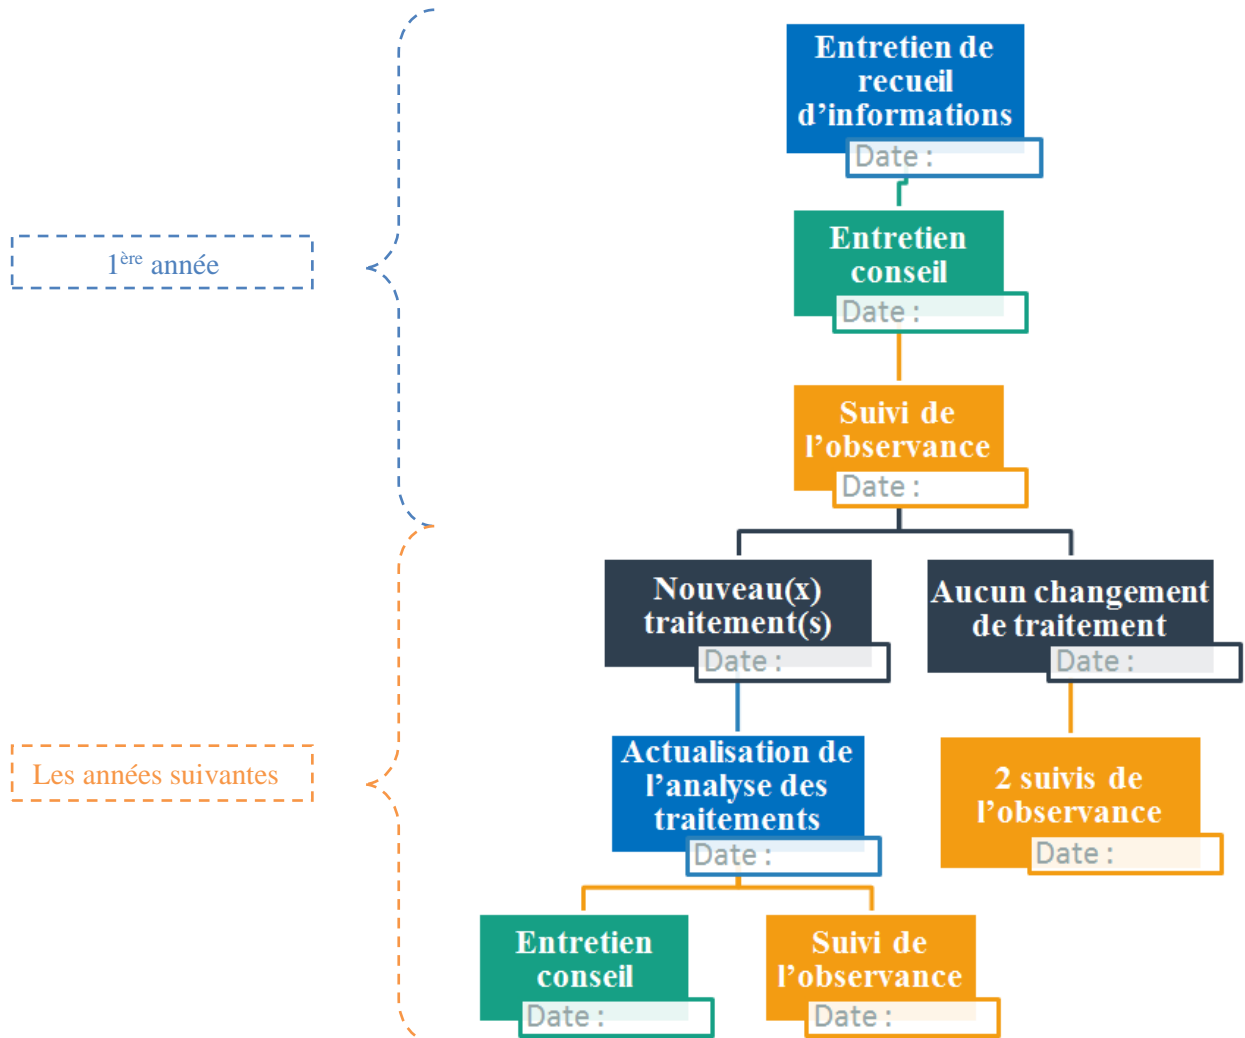 Entretien de
recueil
d’informations
Date :
1ère année
Entretien
conseil
Date :
Suivi de
l’observance
Date :
Nouveau(x)
traitement(s)
Date :
Aucun changement
de traitement
Date :
Les années suivantes
Actualisation de
l’analyse des
traitements
Date :
2 suivis de
l’observance
Date :
Entretien
conseil
Date :
Suivi de
l’observance
Date :